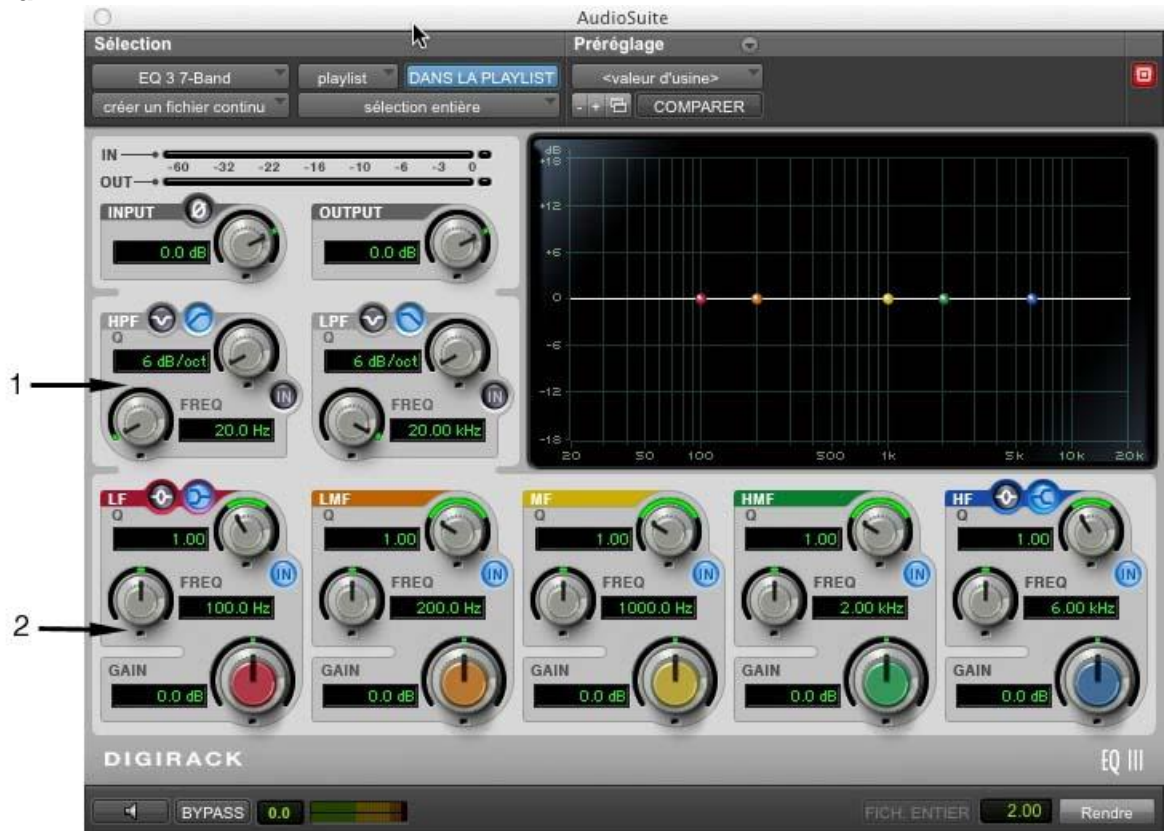 AudioSuite
Sélection Préréglage
EQ 3 7-Band playlist DANS LA PLAYLIST <valeur d'usine>
créer un fichier continu sélection entière - + COMPARER
IN
-60 -32 -22 -16 -10 -6 -3 0
OUT
INPUT Ø OUTPUT
0.0 dB 0.0 dB
HPF LPF
Q Q
6 dB/oct 6 dB/oct
IN IN
1
FREQ FREQ
20.0 Hz 20.00 kHz
dB
+18
+12
+6
0
-6
-12
-18
20 50 100 500 1k 5k 10k 20k
LF LMF MF HMF HF
Q Q Q Q Q
1.00 1.00 1.00 1.00 1.00
IN IN IN IN IN
FREQ FREQ FREQ FREQ FREQ
100.0 Hz 200.0 Hz 1000.0 Hz 2.00 kHz 6.00 kHz
2
GAIN GAIN GAIN GAIN GAIN
0.0 dB 0.0 dB 0.0 dB 0.0 dB 0.0 dB
DIGIRACK EQ III
BYPASS 0.0 FICH. ENTIER 2.00 Rendre